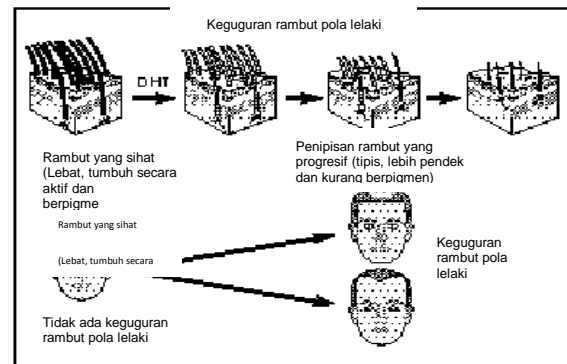 Keguguran rambut pola lelaki
DHT
Rambut yang sihat
(Lebat, tumbuh secara
aktif dan
berpigme
Penipisan rambut yang
progresif (tipis, lebih pendek
dan kurang berpigmen)
Rambut yang sihat
(Lebat, tumbuh secara
Keguguran
rambut pola
lelaki
Tidak ada keguguran
rambut pola lelaki